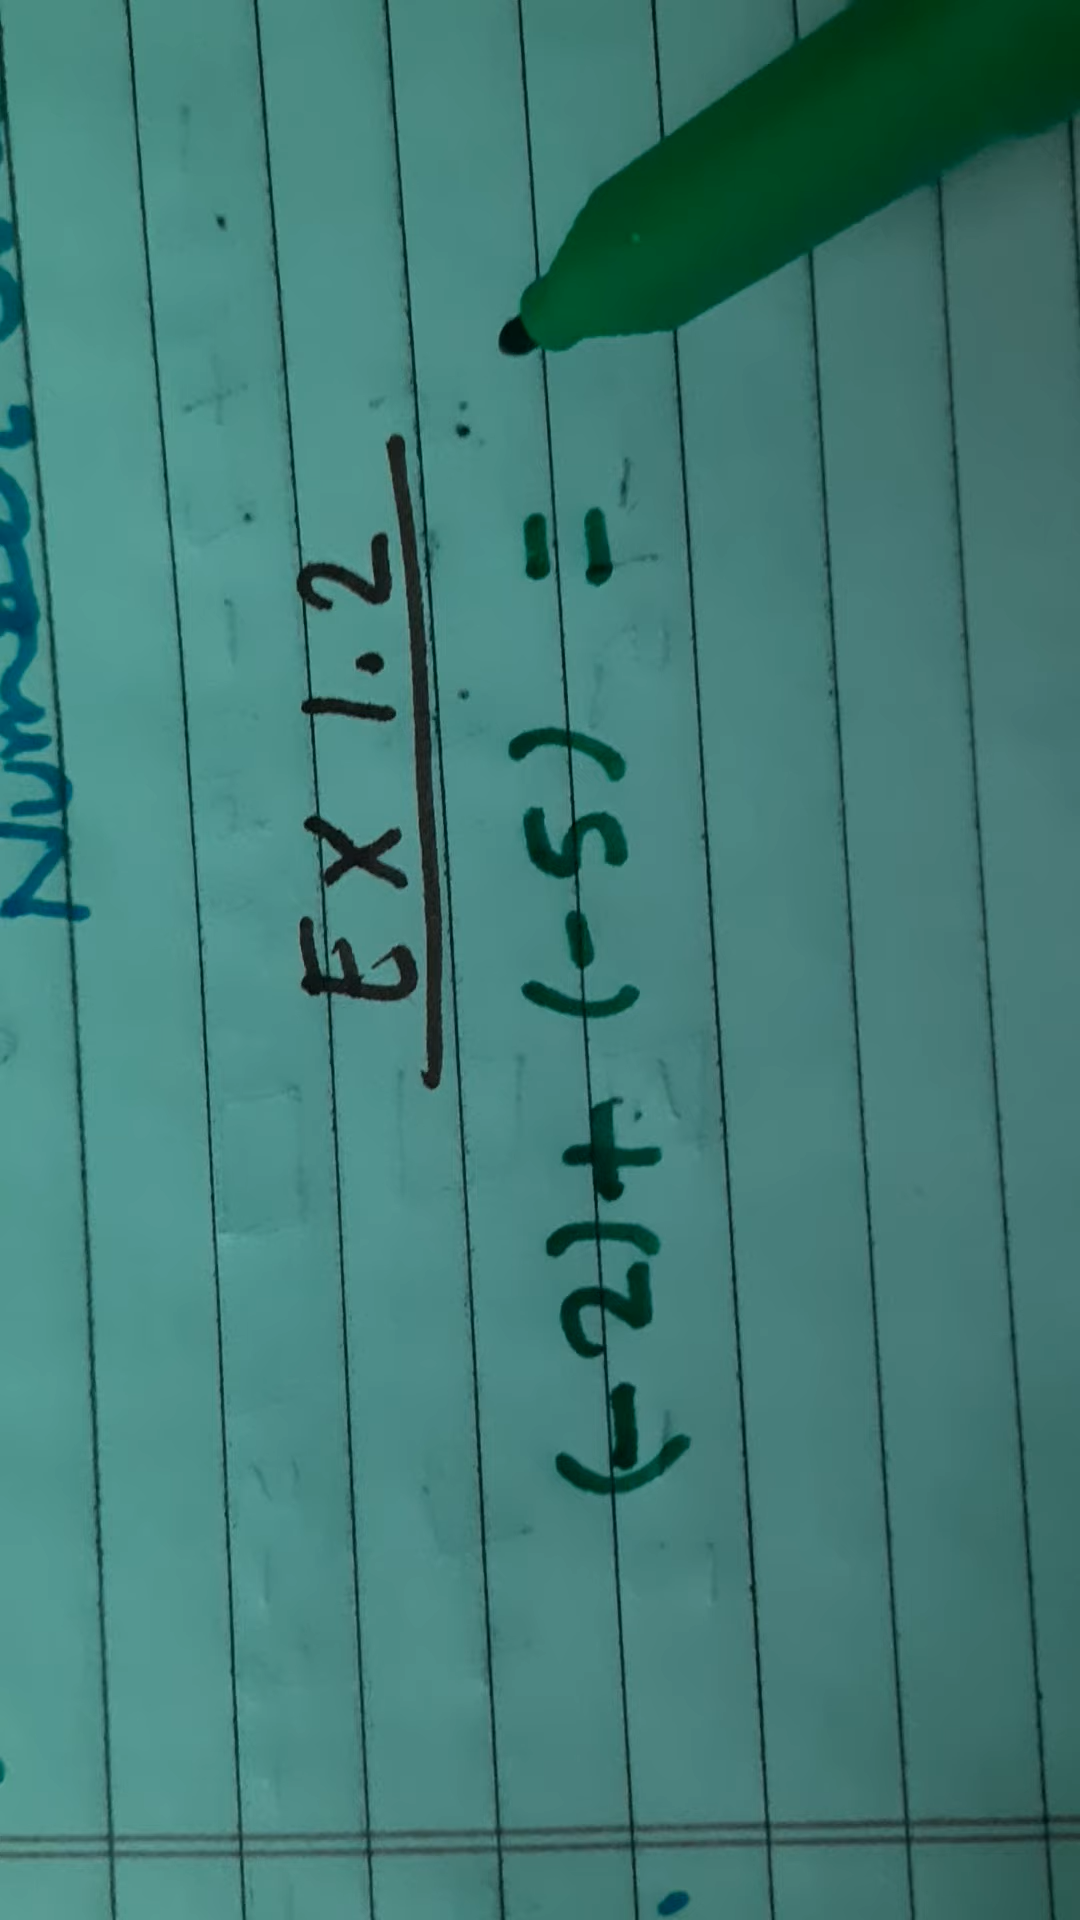 Ex 1.2
(-2)+ (-5) =